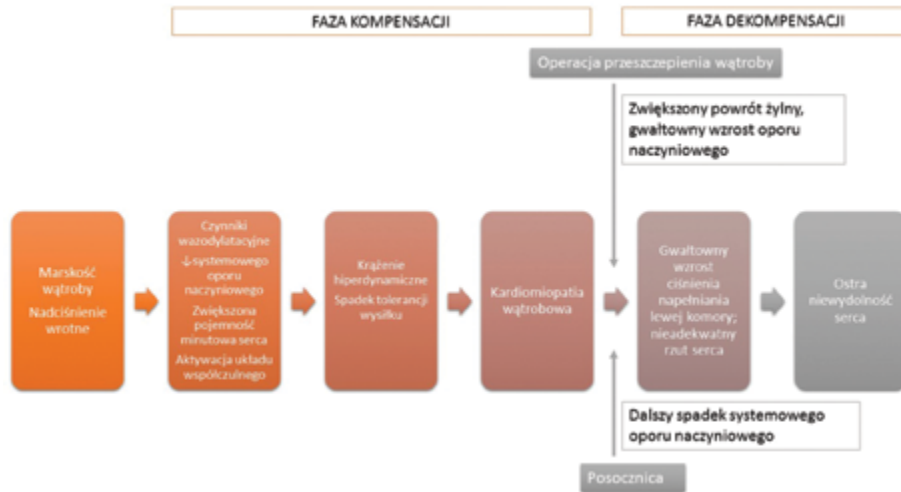 FAZA KOMPENSACJI
FAZA DEKOMPENSACJI
Operacja przeszczepienia wątroby
Zwiększony powrót żylny,
gwałtowny wzrost oporu
naczyniowego
Marskość
wątroby
Nadciśnienie
wrotne
Czynniki
wazodylatacyjne
↓systemowego
oporu
naczyniowego
Zwiększona
pojemność
minutowa serca
Aktywacja układu
współczulnego
Krążenie
hiperdynamiczne
Spadek tolerancji
wysiłku
Kardiomiopatia
wątrobowa
Gwałtowny
wzrost
ciśnienia
napełniania
lewej komory;
nieadekwatny
rzut serca
Ostra
niewydolność
serca
Dalszy spadek systemowego
oporu naczyniowego
Posocznica